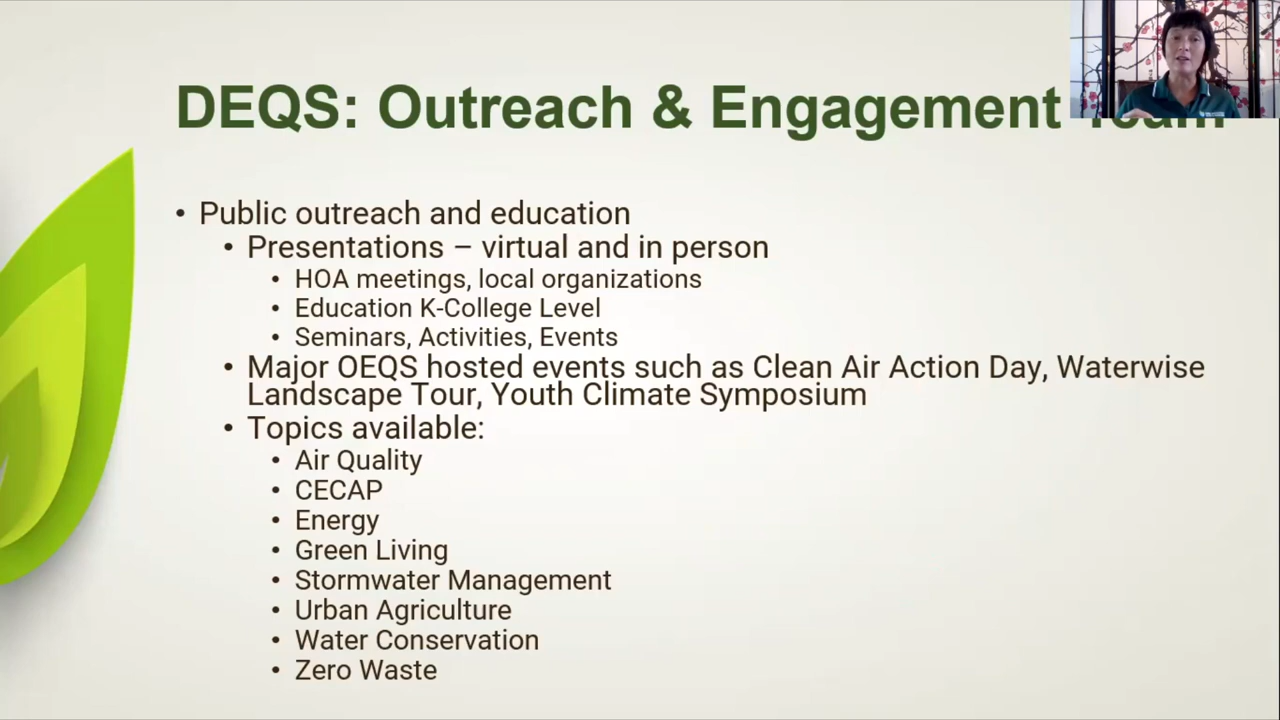 DEQS: Outreach & Engagement
• Public outreach and education
• Presentations – virtual and in person
• HOA meetings, local organizations
• Education K-College Level
• Seminars, Activities, Events
• Major OEQS hosted events such as Clean Air Action Day, Waterwise
Landscape Tour, Youth Climate Symposium
• Topics available:
• Air Quality
• CECAP
• Energy
• Green Living
• Stormwater Management
• Urban Agriculture
• Water Conservation
• Zero Waste